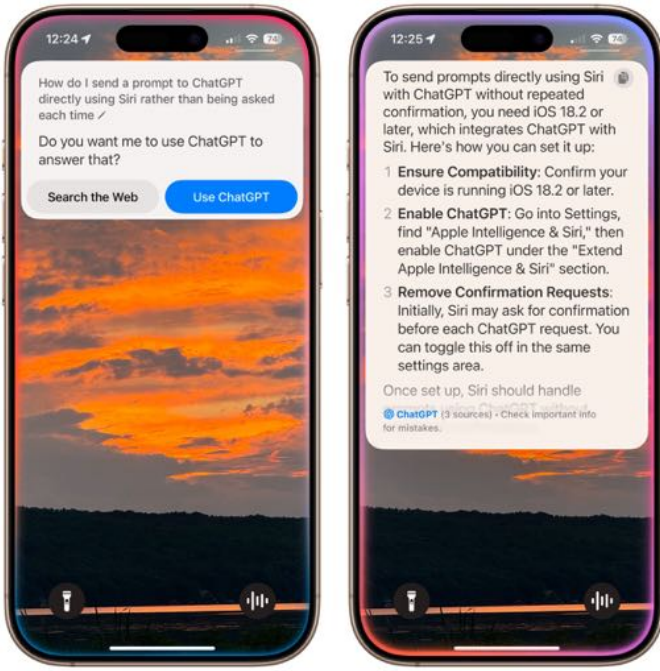 12:24
74
How do I send a prompt to ChatGPT
directly using Siri rather than being asked
each time
Do you want me to use ChatGPT to
answer that?
Search the Web
Use ChatGPT
12:25
74
To send prompts directly using Siri
with ChatGPT without repeated
confirmation, you need iOS 18.2 or
later, which integrates ChatGPT with
Siri. Here's how you can set it up:
1 Ensure Compatibility: Confirm your
device is running iOS 18.2 or later.
2 Enable ChatGPT: Go into Settings,
find "Apple Intelligence & Siri," then
enable ChatGPT under the "Extend
Apple Intelligence & Siri" section.
3 Remove Confirmation Requests:
Initially, Siri may ask for confirmation
before each ChatGPT request. You
can toggle this off in the same
settings area.
Once set up, Siri should handle
ChatGPT (3 sources) • Check important info
for mistakes.